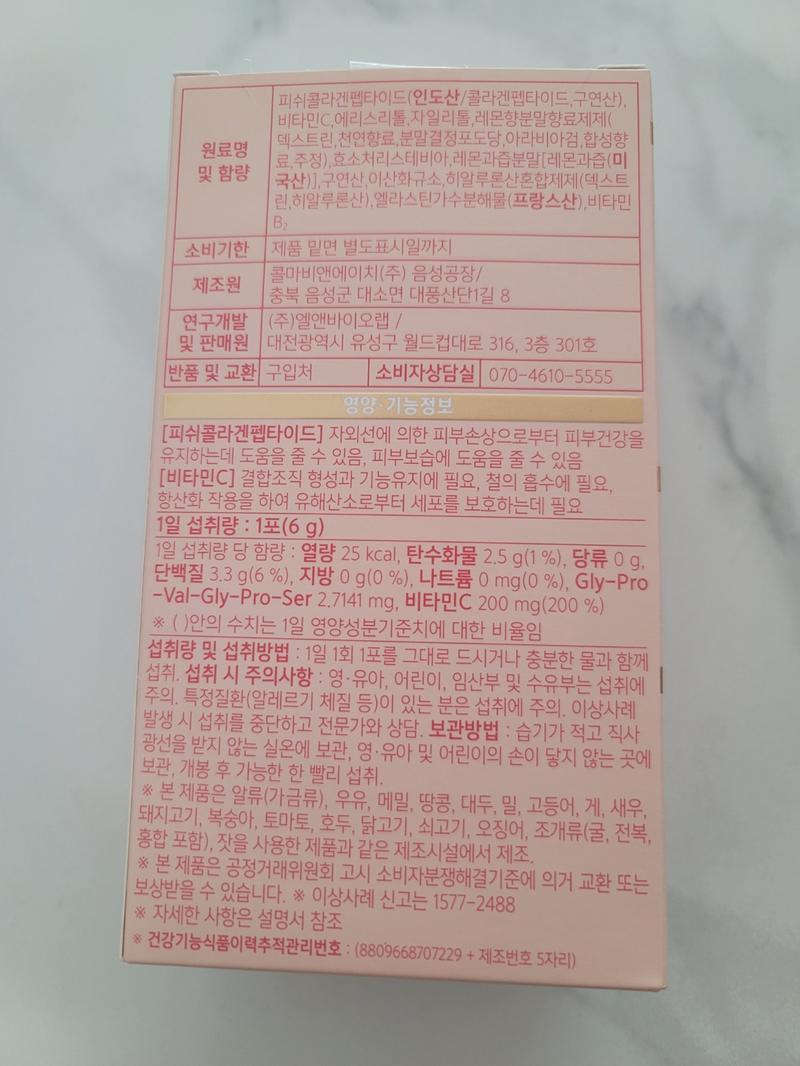 원료명
및 함량
피쉬콜라겐펩타이드(인도산/콜라겐펩타이드,구연산),
비타민C,에리스리톨,자일리톨,레몬향분말향료제제(
덱스트린,천연향료,분말결정포도당,아라비아검,합성향
료,주정),효소처리스테비아,레몬과즙분말[레몬과즙(미
국산)],구연산,이산화규소,히알루론산혼합제제(덱스트
린,히알루론산),엘라스틴가수분해물(프랑스산),비타민
B₂
소비기한 제품 밑면 별도표시일까지
제조원
콜마비앤에이치(주) 음성공장/
충북 음성군 대소면 대풍산단1길 8
연구개발
및 판매원
(주)엘앤바이오랩 /
대전광역시 유성구 월드컵대로 316, 3층 301호
반품 및 교환 구입처 소비자상담실 070-4610-5555
영양·기능정보
[피쉬콜라겐펩타이드] 자외선에 의한 피부손상으로부터 피부건강을
유지하는데 도움을 줄 수 있음, 피부보습에 도움을 줄 수 있음
[비타민C] 결합조직 형성과 기능유지에 필요, 철의 흡수에 필요,
항산화 작용을 하여 유해산소로부터 세포를 보호하는데 필요
1일 섭취량 : 1포(6 g)
1일 섭취량 당 함량 : 열량 25 kcal, 탄수화물 2.5 g(1 %), 당류 0 g,
단백질 3.3 g(6 %), 지방 0 g(0 %), 나트륨 0 mg(0 %), Gly-Pro
-Val-Gly-Pro-Ser 2.7141 mg, 비타민C 200 mg(200 %)
※ ( )안의 수치는 1일 영양성분기준치에 대한 비율임
섭취량 및 섭취방법 : 1일 1회 1포를 그대로 드시거나 충분한 물과 함께
섭취. 섭취 시 주의사항 : 영·유아, 어린이, 임산부 및 수유부는 섭취에
주의. 특정질환(알레르기 체질 등)이 있는 분은 섭취에 주의. 이상사례
발생 시 섭취를 중단하고 전문가와 상담. 보관방법 : 습기가 적고 직사
광선을 받지 않는 실온에 보관, 영·유아 및 어린이의 손이 닿지 않는 곳에
보관, 개봉 후 가능한 한 빨리 섭취.
※ 본 제품은 알류(가금류), 우유, 메밀, 땅콩, 대두, 밀, 고등어, 게, 새우,
돼지고기, 복숭아, 토마토, 호두, 닭고기, 쇠고기, 오징어, 조개류(굴, 전복,
홍합 포함), 잣을 사용한 제품과 같은 제조시설에서 제조.
※ 본 제품은 공정거래위원회 고시 소비자분쟁해결기준에 의거 교환 또는
보상받을 수 있습니다. ※ 이상사례 신고는 1577-2488
※ 자세한 사항은 설명서 참조
※ 건강기능식품이력추적관리번호 : (8809668707229 + 제조번호 5자리)